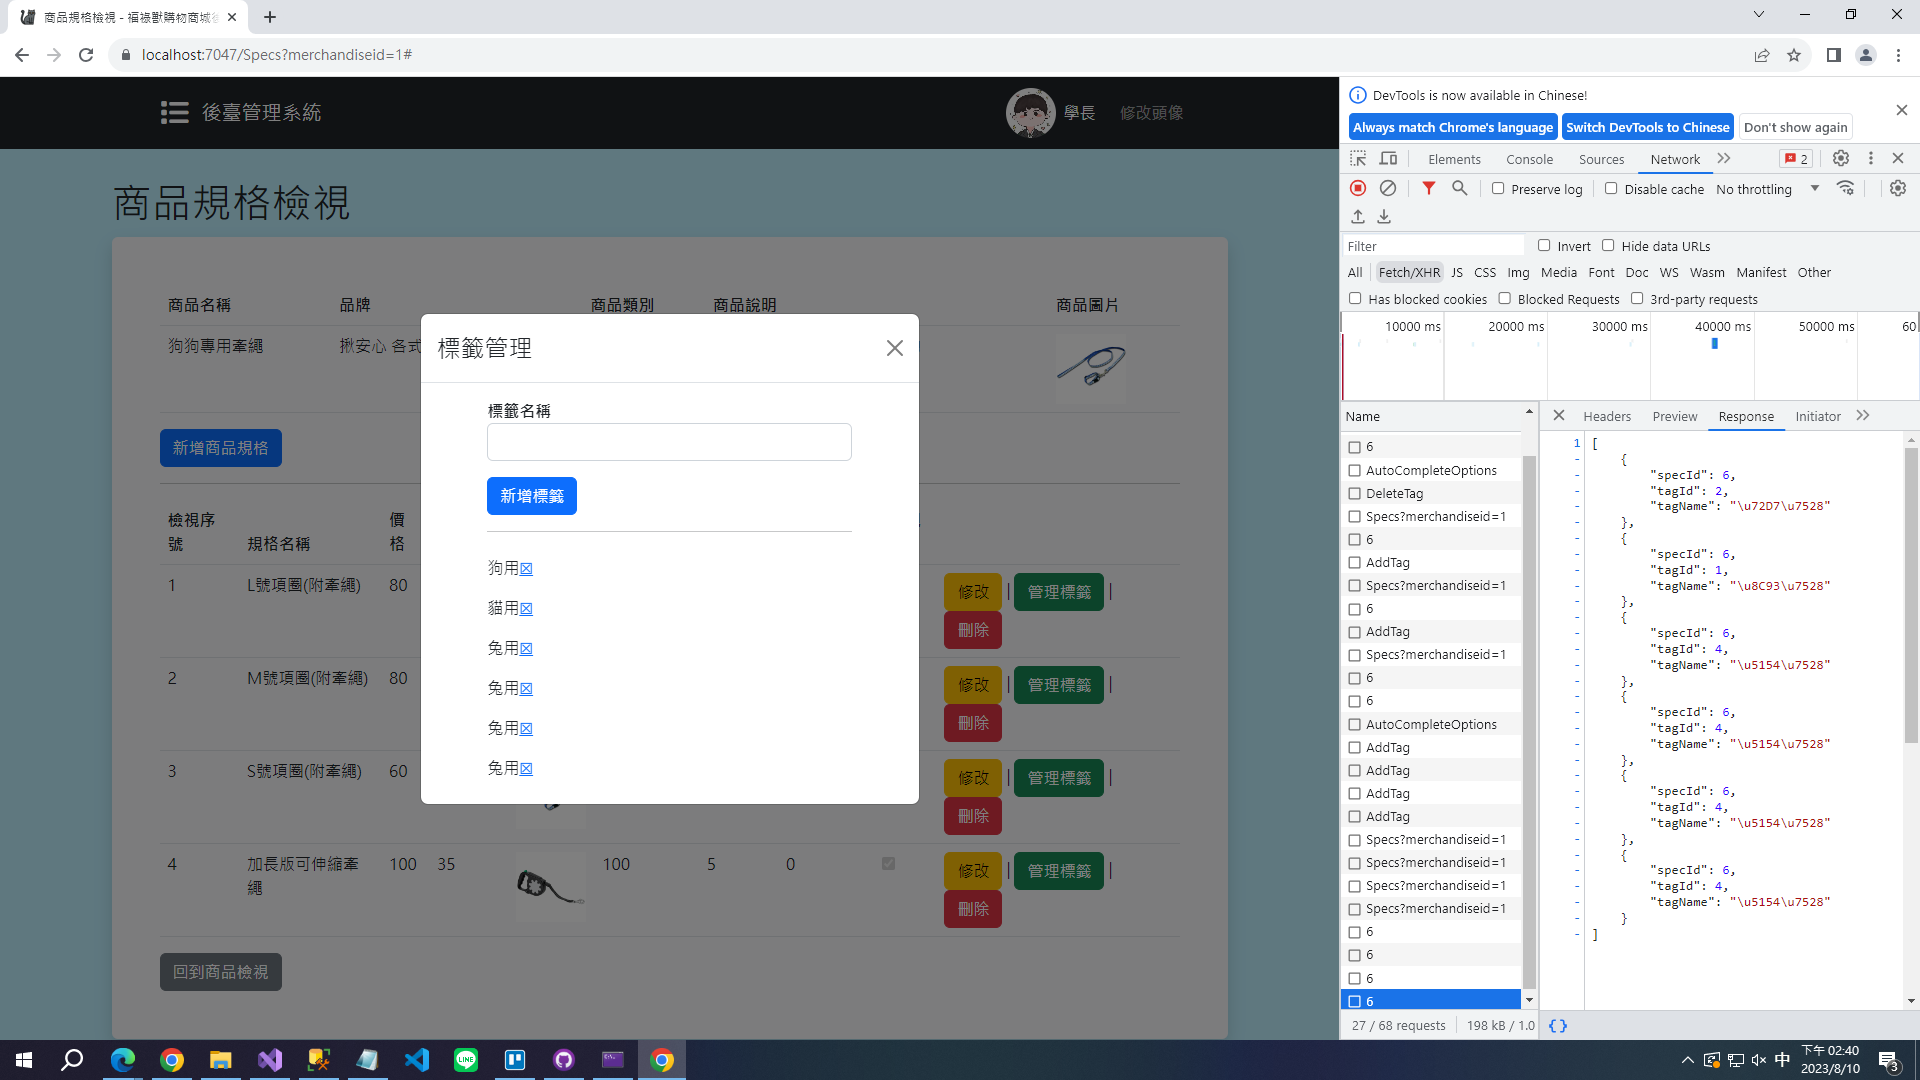 商品規格檢視 - 福祿獸購物商城後
localhost:7047/Specs?merchandiseid=1#
後臺管理系統
學長
修改頭像
商品規格檢視
商品名稱 品牌 商品類別 商品說明 商品圖片
狗狗專用牽繩 揪安心 各式
新增商品規格
檢視序號 規格名稱 價格
1 L號項圈(附牽繩) 80 修改 | 管理標籤 |
刪除
2 M號項圈(附牽繩) 80 修改 | 管理標籤 |
刪除
3 S號項圈(附牽繩) 60 修改 | 管理標籤 |
刪除
4 加長版可伸縮牽繩 100 35 100 5 0 修改 | 管理標籤 |
刪除
回到商品檢視
標籤管理
標籤名稱
新增標籤
狗用
貓用
兔用
兔用
兔用
兔用
DevTools is now available in Chinese!
Always match Chrome's language Switch DevTools to Chinese Don't show again
Elements Console Sources Network 2
Preserve log Disable cache No throttling
Filter Invert Hide data URLs
All Fetch/XHR JS CSS Img Media Font Doc WS Wasm Manifest Other
Has blocked cookies Blocked Requests 3rd-party requests
10000 ms 20000 ms 30000 ms 40000 ms 50000 ms 60
Name
6
AutoCompleteOptions
DeleteTag
Specs?merchandiseid=1
6
AddTag
Specs?merchandiseid=1
6
AddTag
Specs?merchandiseid=1
6
6
AutoCompleteOptions
AddTag
AddTag
AddTag
AddTag
Specs?merchandiseid=1
Specs?merchandiseid=1
Specs?merchandiseid=1
Specs?merchandiseid=1
6
6
6
6
27 / 68 requests 198 kB / 1.0
Headers Preview Response Initiator
1 [
- {
- "specId": 6,
- "tagId": 2,
- "tagName": "\u72D7\u7528"
- },
- {
- "specId": 6,
- "tagId": 1,
- "tagName": "\u8C93\u7528"
- },
- {
- "specId": 6,
- "tagId": 4,
- "tagName": "\u5154\u7528"
- },
- {
- "specId": 6,
- "tagId": 4,
- "tagName": "\u5154\u7528"
- },
- {
- "specId": 6,
- "tagId": 4,
- "tagName": "\u5154\u7528"
- },
- {
- "specId": 6,
- "tagId": 4,
- "tagName": "\u5154\u7528"
- }
- ]
{ }
中
下午 02:40
2023/8/10
3